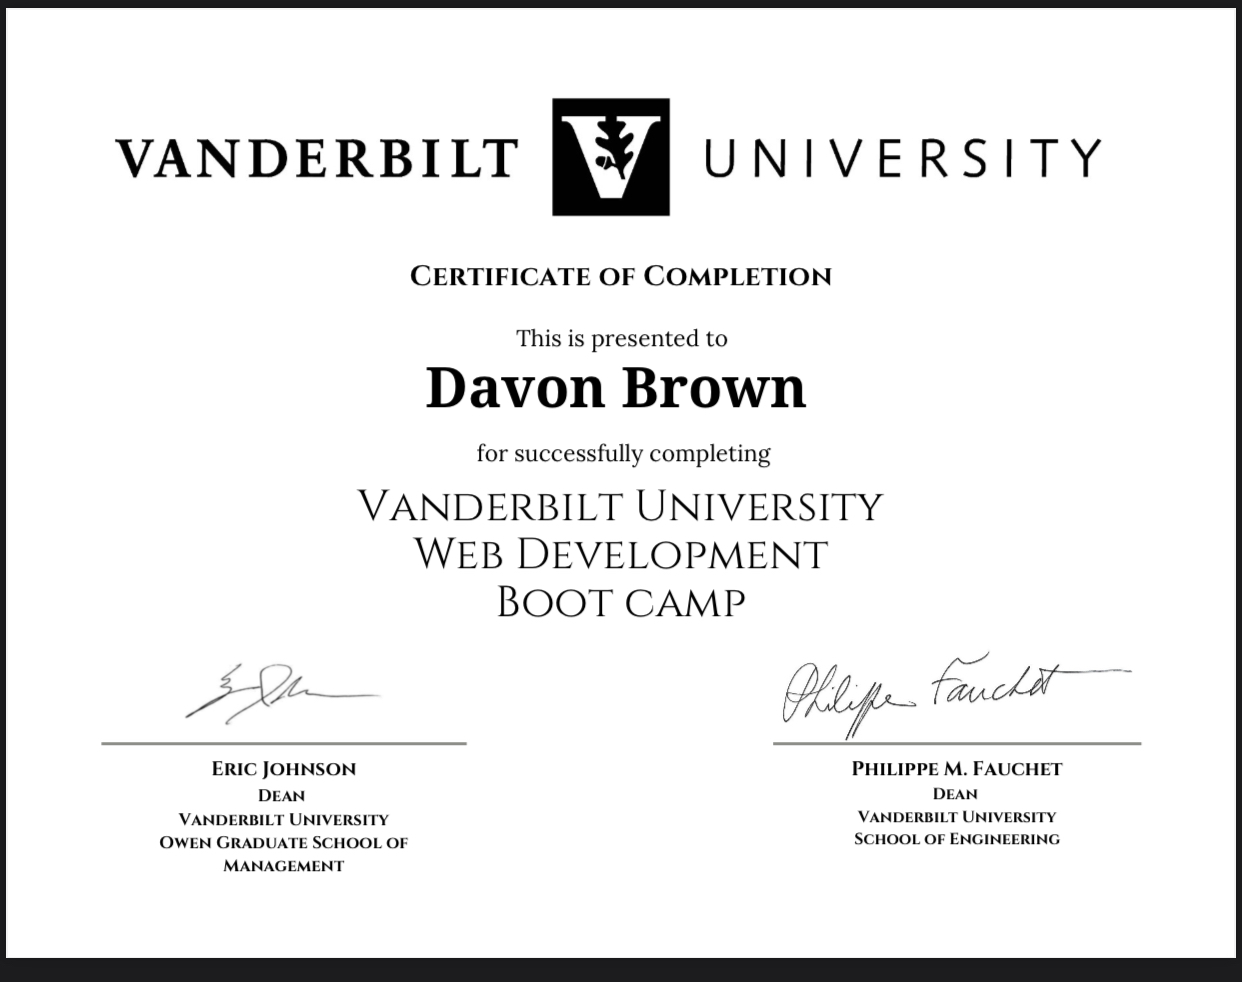 VANDERBILT V UNIVERSITY
CERTIFICATE OF COMPLETION
This is presented to
Davon Brown
for successfully completing
VANDERBILT UNIVERSITY
WEB DEVELOPMENT
BOOT CAMP
Philippe Fauchet
ERIC JOHNSON
DEAN
VANDERBILT UNIVERSITY
OWEN GRADUATE SCHOOL OF
MANAGEMENT
PHILIPPE M. FAUCHET
DEAN
VANDERBILT UNIVERSITY
SCHOOL OF ENGINEERING